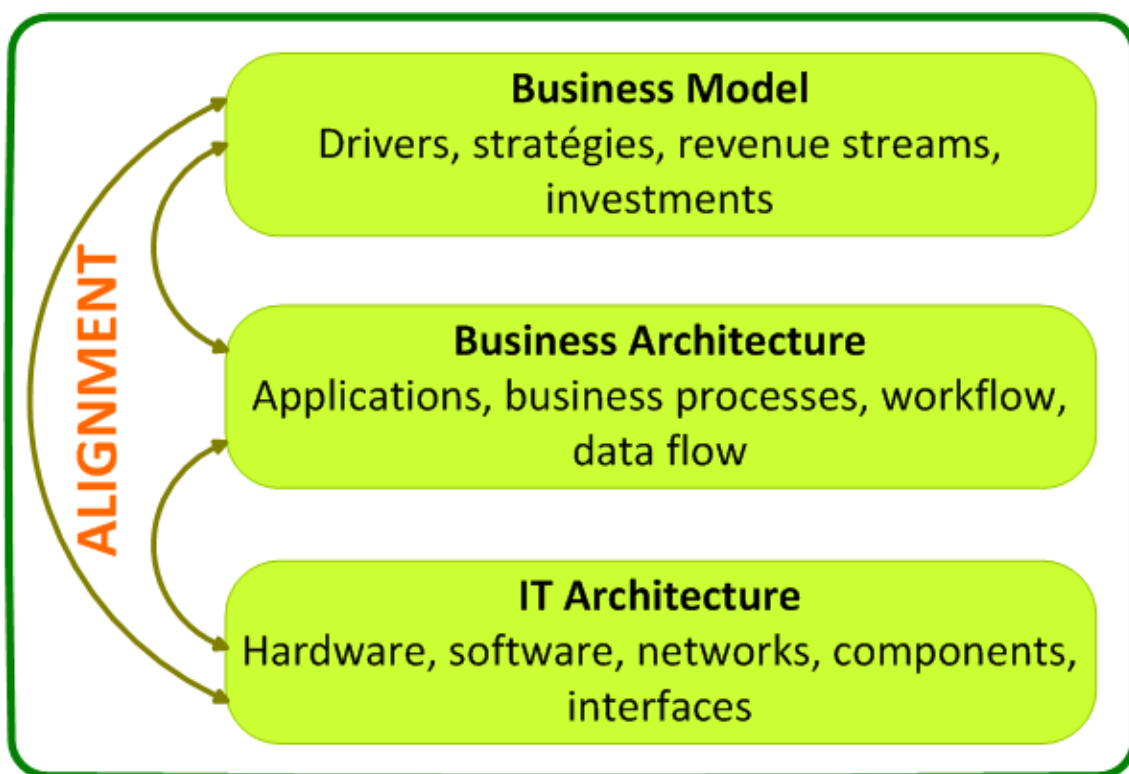 Business Model
Drivers, stratégies, revenue streams,
investments
ALIGNMENT
Business Architecture
Applications, business processes, workflow,
data flow
IT Architecture
Hardware, software, networks, components,
interfaces